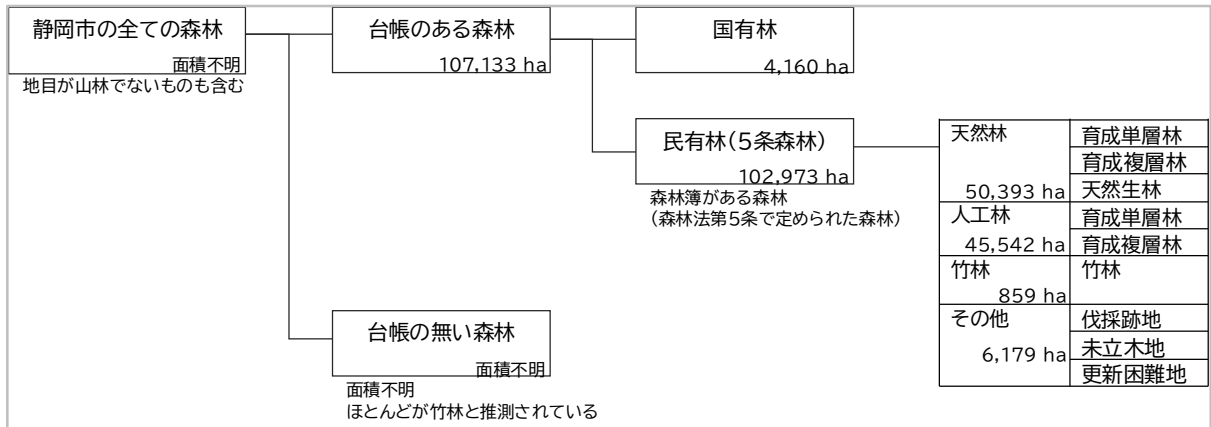 静岡市の全ての森林
面積不明
地目が山林でないものも含む
台帳のある森林
107,133 ha
国有林
4,160 ha
民有林(5条森林)
102,973 ha
森林簿がある森林
(森林法第5条で定められた森林)
天然林
50,393 ha
育成単層林
育成複層林
天然生林
人工林
45,542 ha
育成単層林
育成複層林
竹林
859 ha
竹林
その他
6,179 ha
伐採跡地
未立木地
更新困難地
台帳の無い森林
面積不明
面積不明
ほとんどが竹林と推測されている